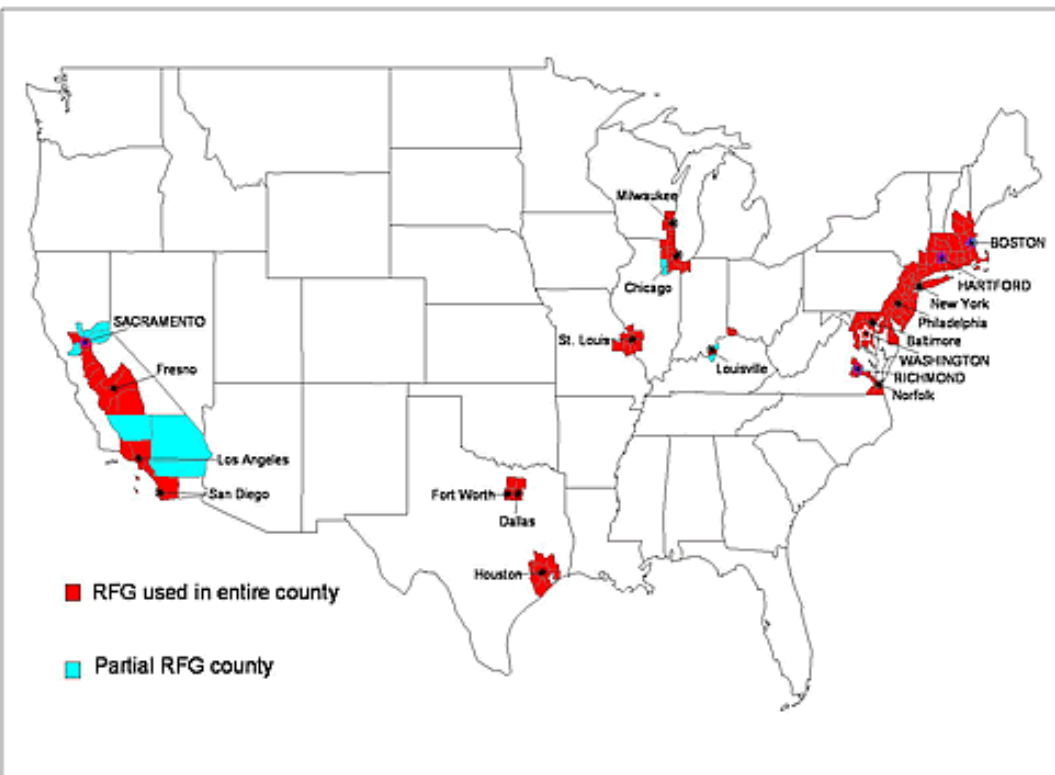 Milwaukee
BOSTON
Chicago
HARTFORD
New York
SACRAMENTO
Philadelphia
St. Louis
Baltimore
WASHINGTON
Fresno
Louisville
RICHMOND
Norfolk
Los Angeles
San Diego
Fort Worth
Dallas
Houston
RFG used in entire county
Partial RFG county